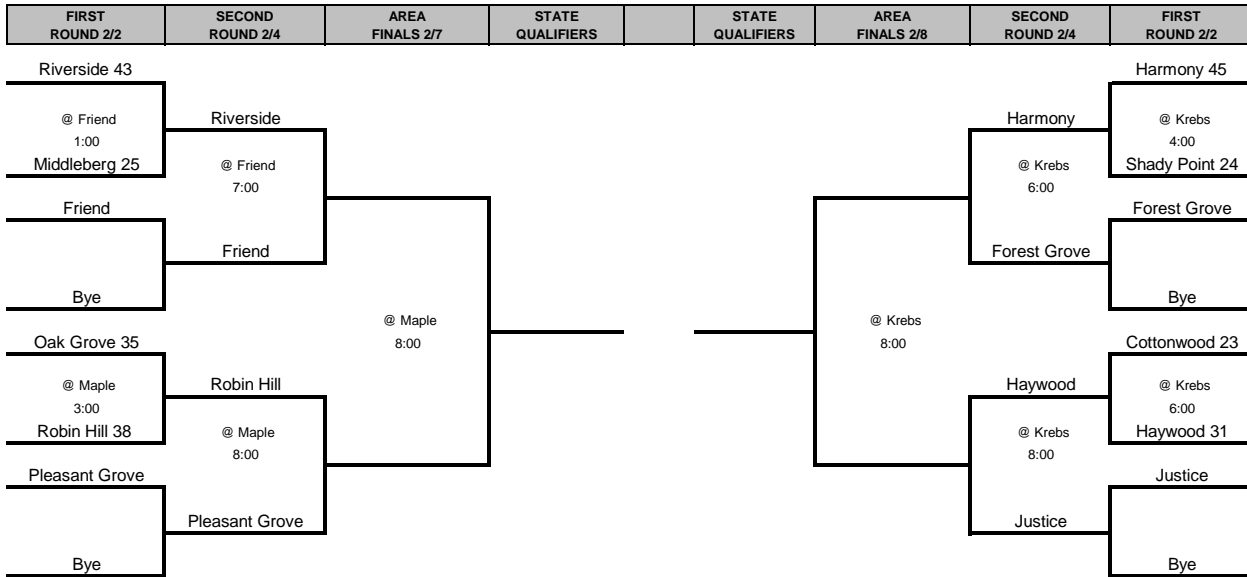 FIRST ROUND 2/2
SECOND ROUND 2/4
AREA FINALS 2/7
STATE QUALIFIERS
STATE QUALIFIERS
AREA FINALS 2/8
SECOND ROUND 2/4
FIRST ROUND 2/2
Riverside 43
Harmony 45
@ Friend
Riverside
Harmony
@ Krebs
1:00
4:00
Middleberg 25
@ Friend
@ Krebs
Shady Point 24
7:00
6:00
Friend
Forest Grove
Friend
Forest Grove
Bye
Bye
@ Maple
@ Krebs
8:00
8:00
Oak Grove 35
Cottonwood 23
@ Maple
Robin Hill
Haywood
@ Krebs
3:00
6:00
Robin Hill 38
@ Maple
@ Krebs
Haywood 31
8:00
8:00
Pleasant Grove
Justice
Pleasant Grove
Justice
Bye
Bye